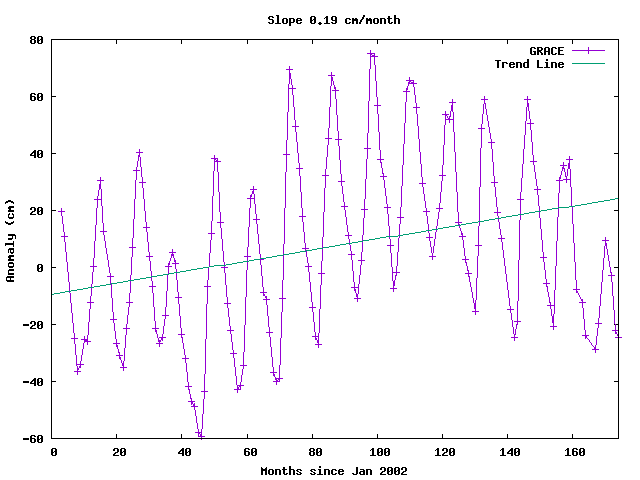 Slope 0.19 cm/month
GRACE
Trend Line
80
60
40
20
0
-20
-40
-60
Anomaly (cm)
0 20 40 60 80 100 120 140 160
Months since Jan 2002